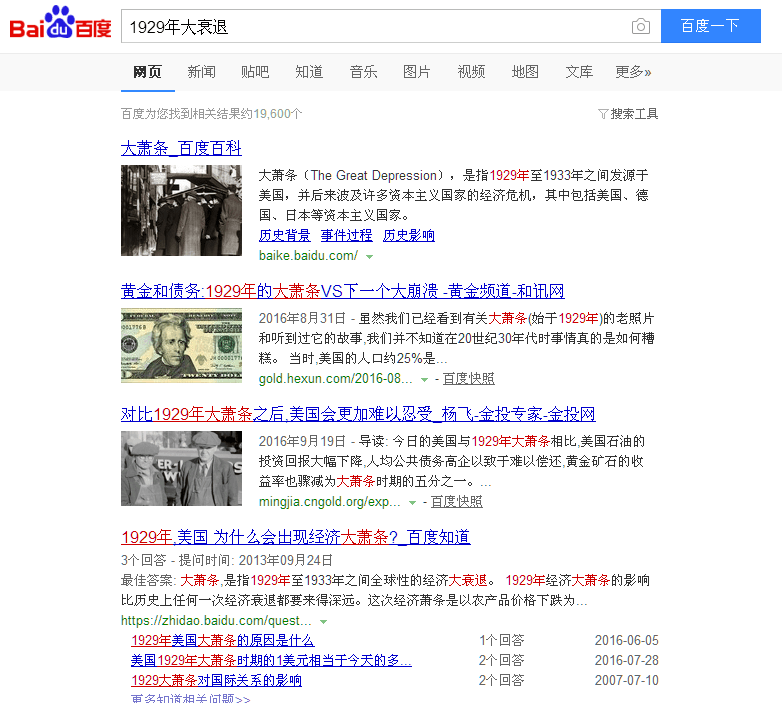 Bai du 百度
1929年大衰退
百度一下
网页 新闻 贴吧 知道 音乐 图片 视频 地图 文库 更多»
百度为您找到相关结果约19,600个
搜索工具
大萧条_百度百科
大萧条（The Great Depression），是指1929年至1933年之间发源于
美国，并后来波及许多资本主义国家的经济危机，其中包括美国、德
国、日本等资本主义国家。
历史背景 事件过程 历史影响
baike.baidu.com/
黄金和债务:1929年的大萧条VS下一个大崩溃 -黄金频道-和讯网
2016年8月31日 - 虽然我们已经看到有关大萧条(始于1929年)的老照片
和听到过它的故事,我们并不知道在20世纪30年代时事情真的是如何糟
糕。 当时,美国的人口约25%是...
gold.hexun.com/2016-08... - 百度快照
对比1929年大萧条之后,美国会更加难以忍受_杨飞-金投专家-金投网
2016年9月19日 - 导读: 今日的美国与1929年大萧条相比,美国石油的
投资回报大幅下降,人均公共债务高企以致于难以偿还,黄金矿石的收
益率也骤减为大萧条时期的五分之一。...
mingjia.cngold.org/exp... - 百度快照
1929年,美国 为什么会出现经济大萧条?_百度知道
3个回答 - 提问时间: 2013年09月24日
最佳答案: 大萧条,是指1929年至1933年之间全球性的经济大衰退。 1929年经济大萧条的影响
比历史上任何一次经济衰退都要来得深远。这次经济萧条是以农产品价格下跌为...
https://zhidao.baidu.com/quest...
1929年美国大萧条的原因是什么 1个回答 2016-06-05
美国1929年大萧条时期的1美元相当于今天的多... 2个回答 2016-07-28
1929大萧条对国际关系的影响 2个回答 2007-07-10
更多知道相关问题>>